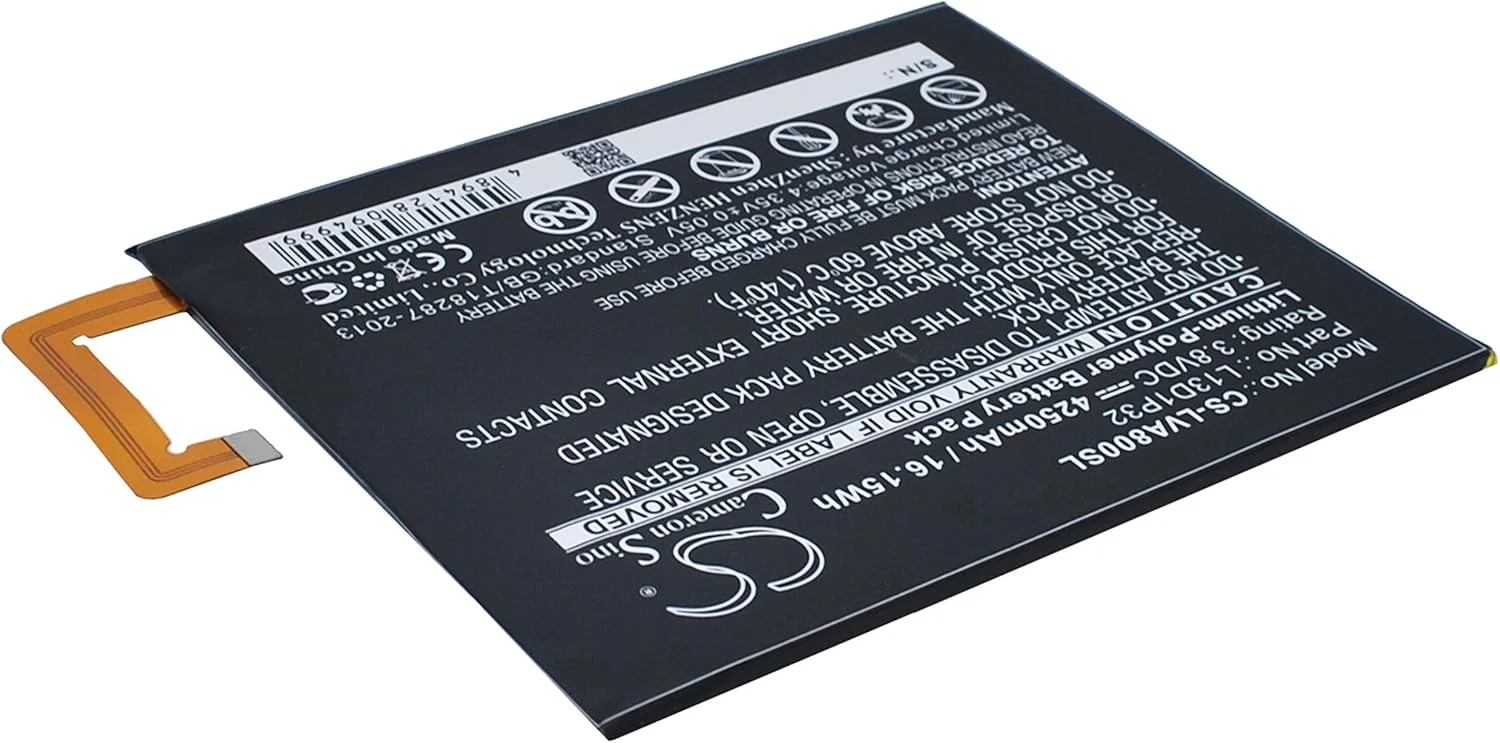 Cameron Sino
®
Model No.: CS-LVA800SL
Part No.: L13D1P32
Rating: 3.8VDC ⎓ 4250mAh / 16.15Wh
Lithium-Polymer Battery Pack
CAUTION WARRANTY VOID IF LABEL IS REMOVED
•DO NOT ATTEMPT TO DISASSEMBLE, OPEN OR SERVICE
THE BATTERY PACK.
•REPLACE ONLY WITH THE BATTERY PACK DESIGNATED
FOR THIS PRODUCT
•DO NOT CRUSH, PUNCTURE, SHORT EXTERNAL CONTACTS
OR DISPOSE OF IN FIRE OR WATER.
•DO NOT STORE ABOVE 60°C (140°F).
ATTENTION
TO REDUCE RISK OF FIRE OR BURNS
NEW BATTERY PACK MUST BE FULLY CHARGED BEFORE USE
READ INSTRUCTIONS IN OPERATING GUIDE BEFORE USING THE BATTERY
Limited Charge Voltage:4.35V±0.05V Standard:GB/T18287-2013
Manufacture by: ShenZhen HENZENS Technology Co., Limited
Made in China
S/N.:
4 894128 094999